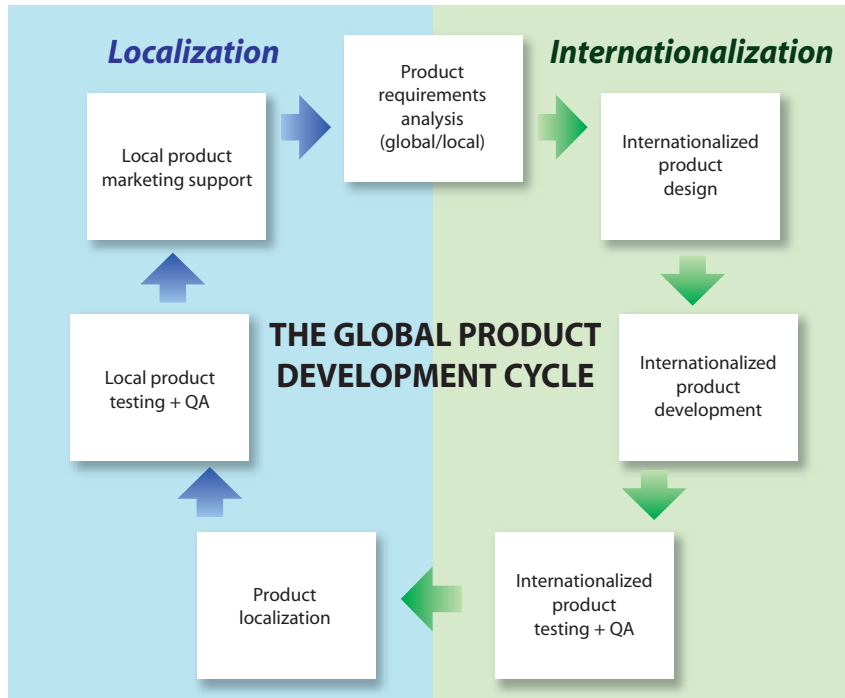 Localization
Internationalization
Product
requirements
analysis
(global/local)
Internationalized
product
design
Internationalized
product
development
Internationalized
product
testing + QA
Product
localization
Local product
testing + QA
Local product
marketing support
THE GLOBAL PRODUCT
DEVELOPMENT CYCLE